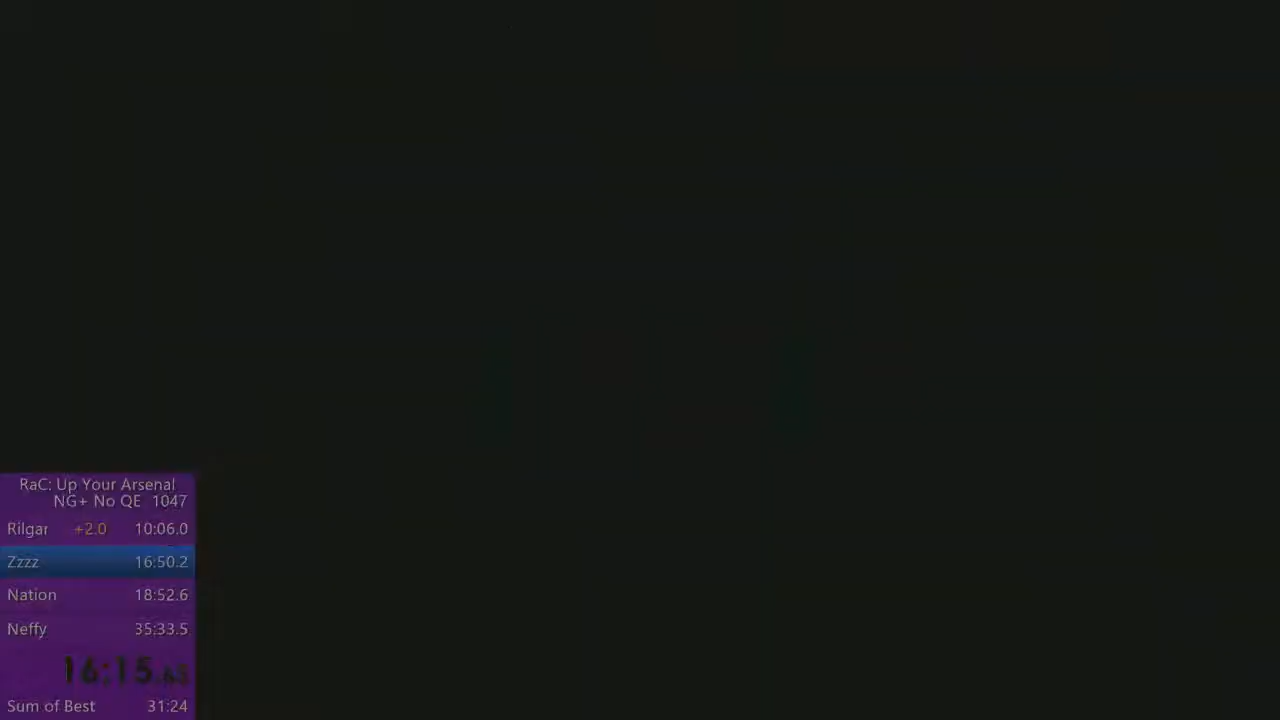 RaC: Up Your Arsenal
NG+ No QE 1047
Rilgar +2.0 10:06.0
Zzzz 16:50.2
Nation 18:52.6
Neffy 35:33.5
16:15.63
Sum of Best 31:24